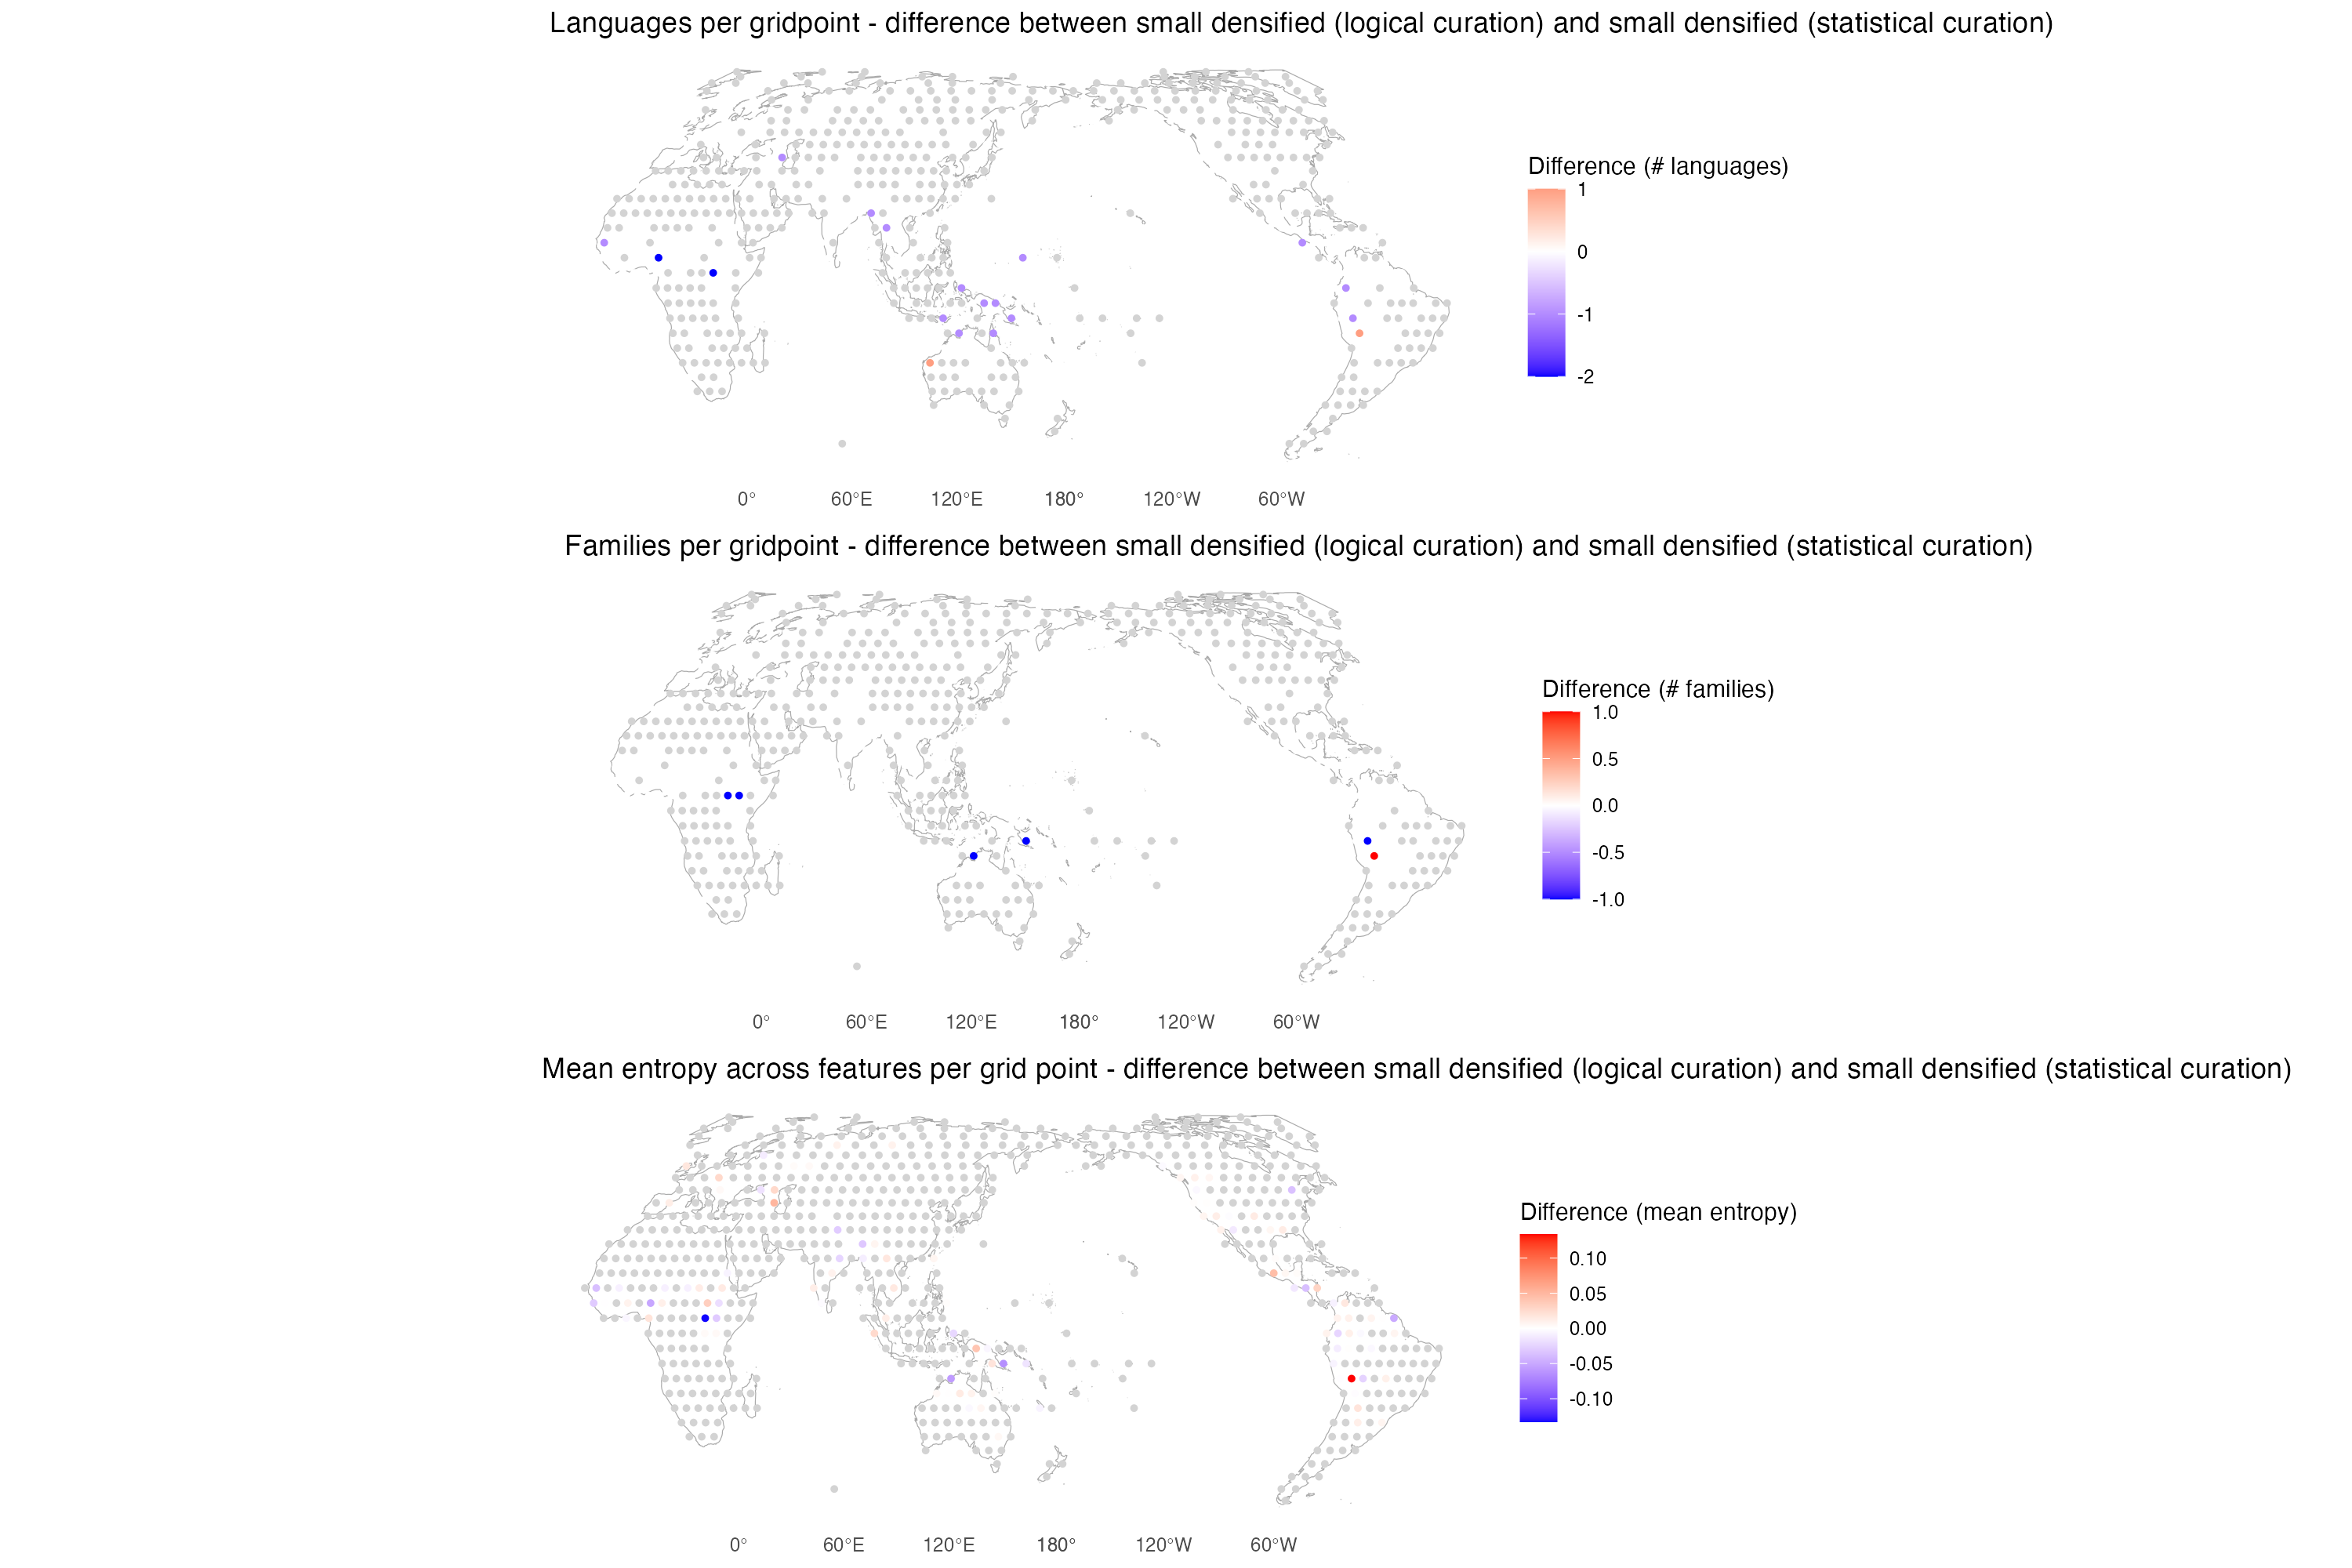 Languages per gridpoint - difference between small densified (logical curation) and small densified (statistical curation)
Difference (# languages)
1
0
-1
-2
0°
60°E
120°E
180°
120°W
60°W
Families per gridpoint - difference between small densified (logical curation) and small densified (statistical curation)
Difference (# families)
1.0
0.5
0.0
-0.5
-1.0
0°
60°E
120°E
180°
120°W
60°W
Mean entropy across features per grid point - difference between small densified (logical curation) and small densified (statistical curation)
Difference (mean entropy)
0.10
0.05
0.00
-0.05
-0.10
0°
60°E
120°E
180°
120°W
60°W